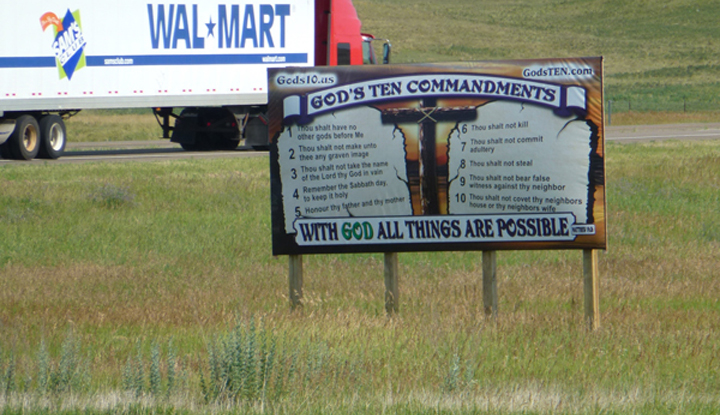 SAM'S
CLUB
WAL★MART
samsclub.com
walmart.com
Gods10.us
GodsTEN.com
GOD'S TEN COMMANDMENTS
1 Thou shalt have no
other gods before Me
2 Thou shalt not make unto
thee any graven image
3 Thou shalt not take the name
of the Lord thy God in vain
4 Remember the Sabbath day,
to keep it holy
5 Honour thy father and thy mother
6 Thou shalt not kill
7 Thou shalt not commit
adultery
8 Thou shalt not steal
9 Thou shalt not bear false
witness against thy neighbor
10 Thou shalt not covet thy neighbors
house or thy neighbors wife
WITH GOD ALL THINGS ARE POSSIBLE